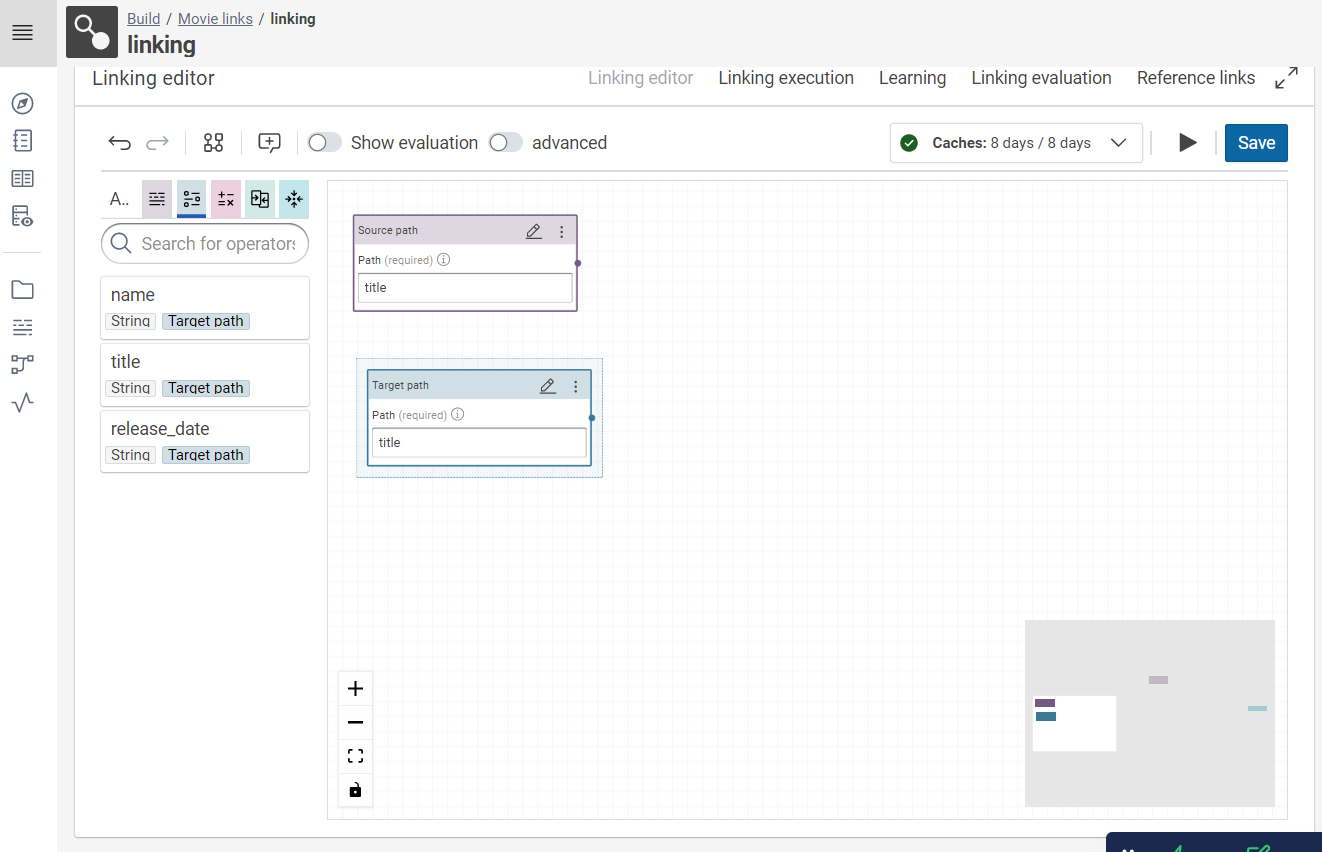 Build / Movie links / linking
linking
Linking editor
Linking editor Linking execution Learning Linking evaluation Reference links
Show evaluation advanced Caches: 8 days / 8 days Save
A..
Search for operators
name
String Target path
title
String Target path
release_date
String Target path
Source path
Path (required)
title
Target path
Path (required)
title